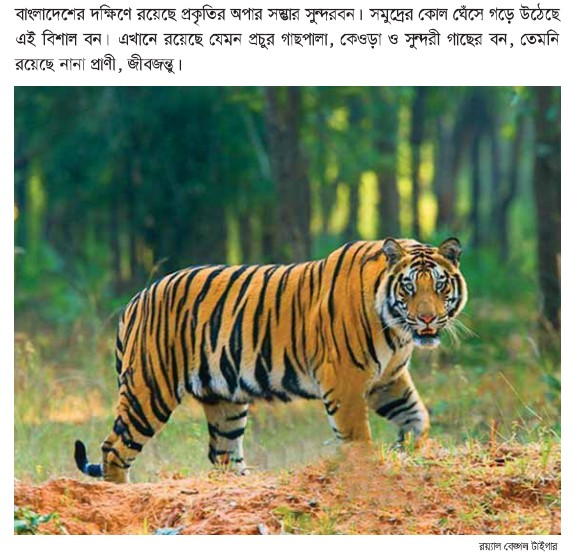 বাংলাদেশের দক্ষিণে রয়েছে প্রকৃতির অপার সম্ভার সুন্দরবন। সমুদ্রের কোল ঘেঁসে গড়ে উঠেছে
এই বিশাল বন। এখানে রয়েছে যেমন প্রচুর গাছপালা, কেওড়া ও সুন্দরী গাছের বন, তেমনি
রয়েছে নানা প্রাণী, জীবজন্তু।
রয়্যাল বেঙ্গল টাইগার